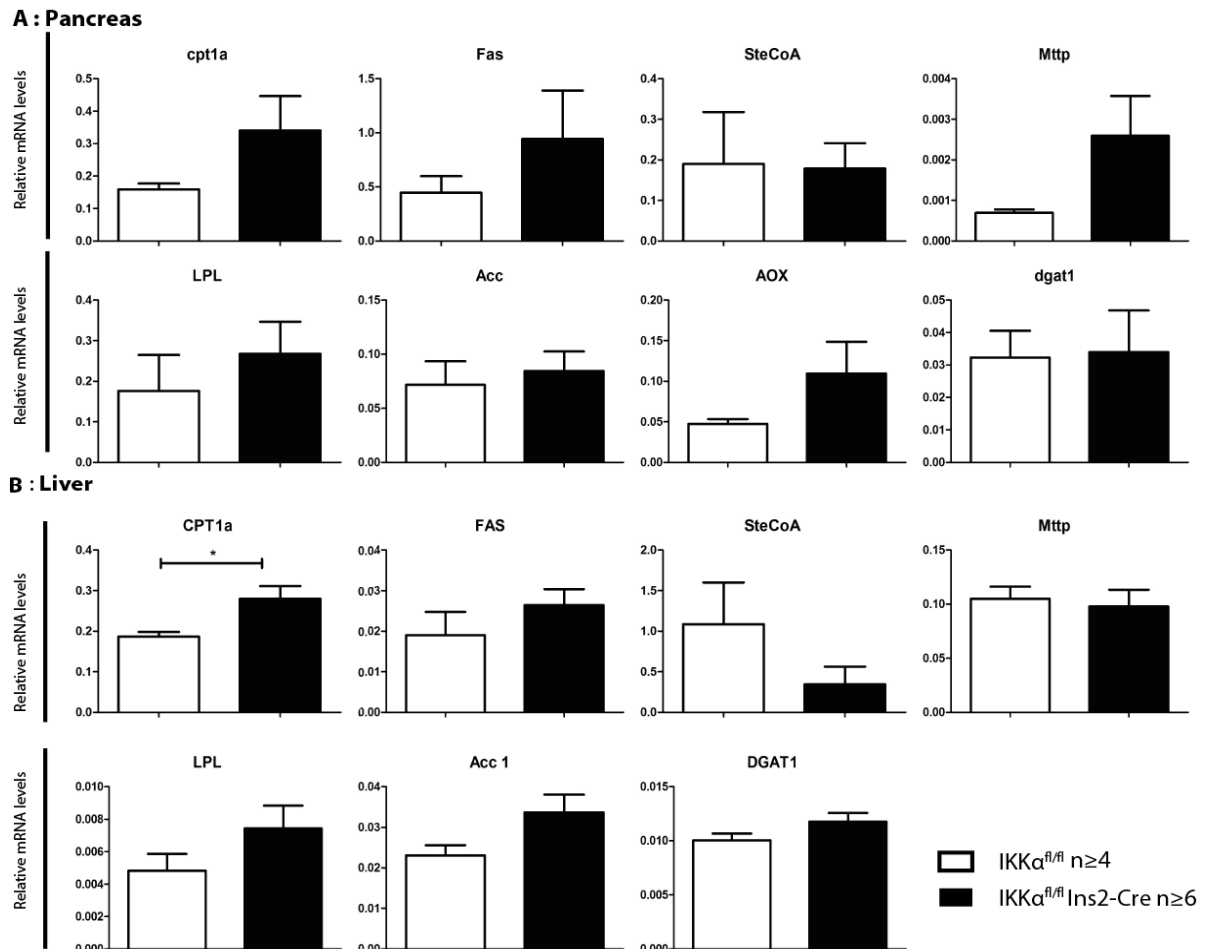 A : Pancreas
cpt1a Fas SteCoA Mttp
Relative mRNA levels
0.5 0.4 0.3 0.2 0.1 0.0
1.5 1.0 0.5 0.0
0.4 0.3 0.2 0.1 0.0
0.004 0.003 0.002 0.001 0.000
LPL Acc AOX dgat1
Relative mRNA levels
0.4 0.3 0.2 0.1 0.0
0.15 0.10 0.05 0.00
0.20 0.15 0.10 0.05 0.00
0.05 0.04 0.03 0.02 0.01 0.00
B : Liver
CPT1a FAS SteCoA Mttp
Relative mRNA levels
0.4 0.3 0.2 0.1 0.0
*
0.04 0.03 0.02 0.01 0.00
2.0 1.5 1.0 0.5 0.0
0.15 0.10 0.05 0.00
LPL Acc 1 DGAT1
Relative mRNA levels
0.010 0.008 0.006 0.004 0.002 0.000
0.04 0.03 0.02 0.01 0.00
0.015 0.010 0.005 0.000
IKKα^fl/fl n≥4
IKKα^fl/fl Ins2-Cre n≥6